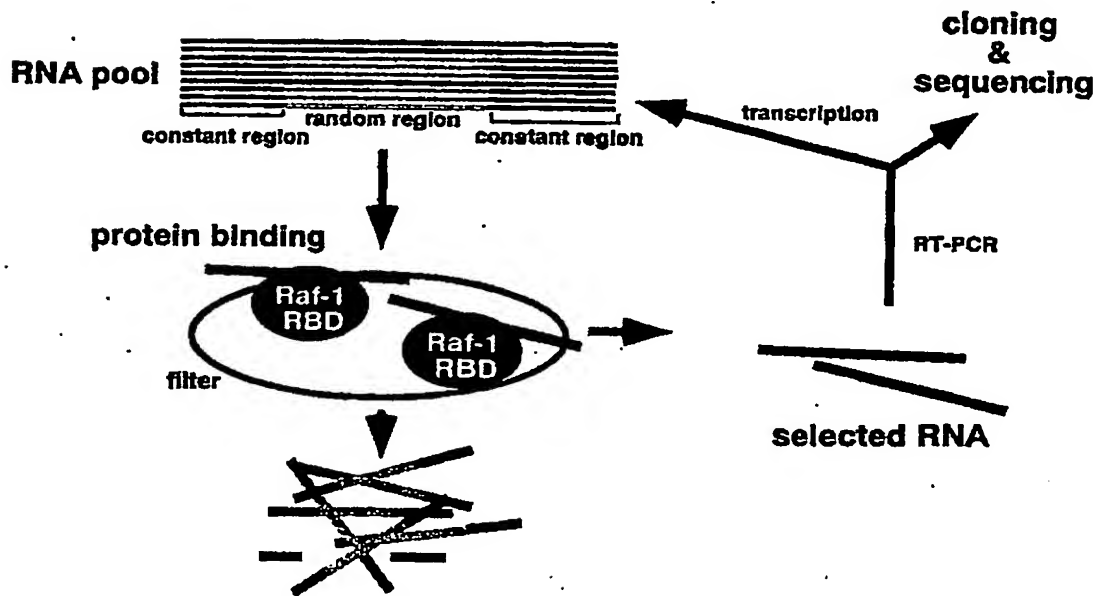 cloning
&
sequencing
RNA pool
transcription
constant region
random region
constant region
protein binding
RT-PCR
Raf-1
RBD
Raf-1
RBD
filter
selected RNA